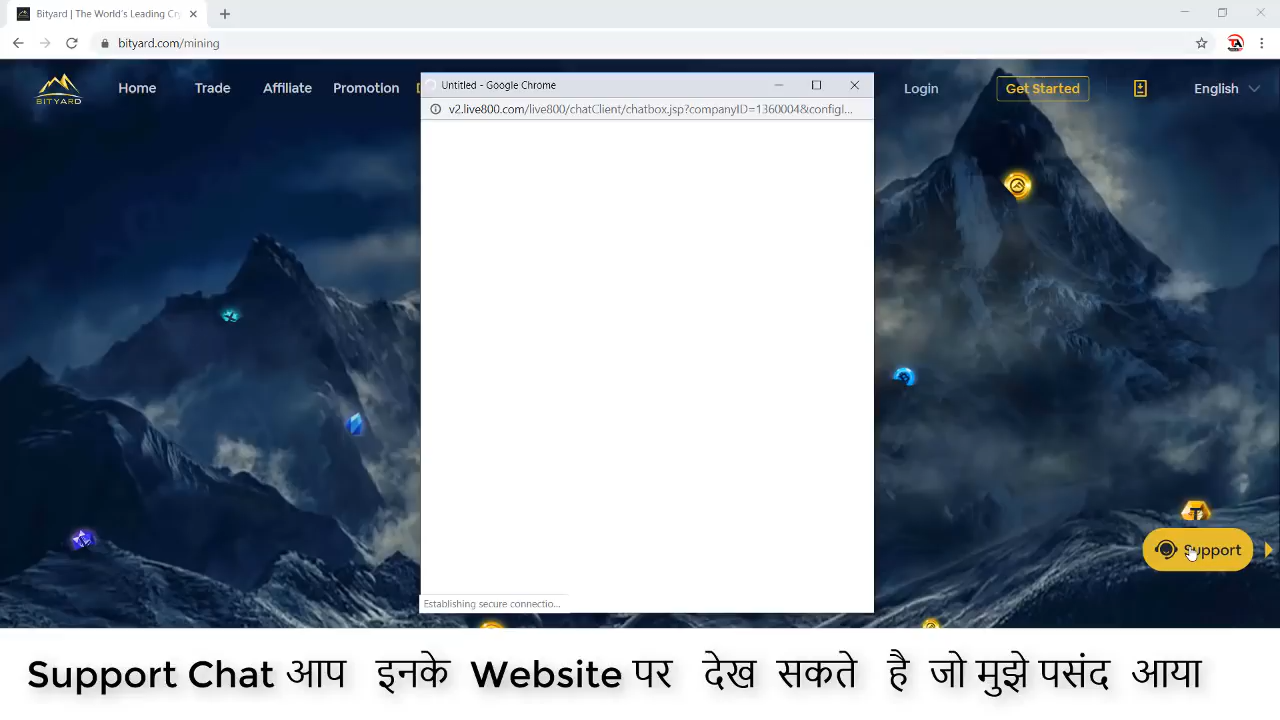 Bityard | The World's Leading Cry
bityard.com/mining
BITYARD
Home
Trade
Affiliate
Promotion
Untitled - Google Chrome
v2.live800.com/live800/chatClient/chatbox.jsp?companyID=1360004&configI...
Login
Get Started
English
Support
Establishing secure connectio...
Support Chat आप इनके Website पर देख सकते है जो मुझे पसंद आया